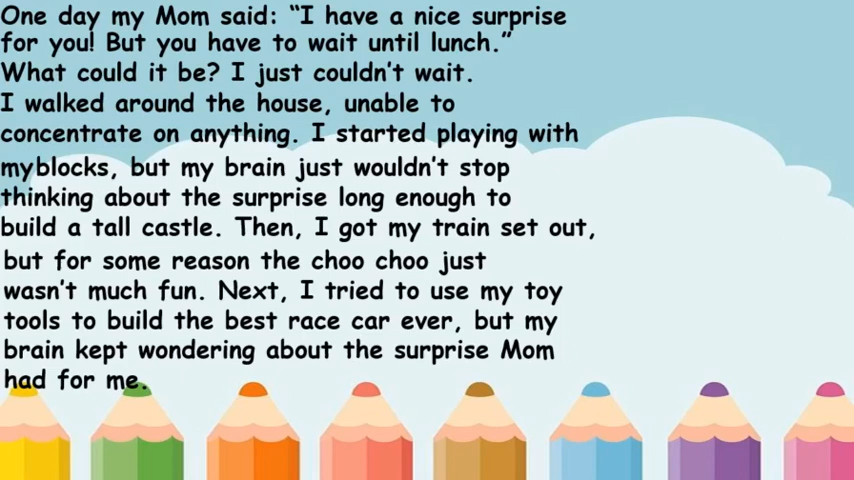 One day my Mom said: “I have a nice surprise
for you! But you have to wait until lunch.”
What could it be? I just couldn’t wait.
I walked around the house, unable to
concentrate on anything. I started playing with
myblocks, but my brain just wouldn’t stop
thinking about the surprise long enough to
build a tall castle. Then, I got my train set out,
but for some reason the choo choo just
wasn’t much fun. Next, I tried to use my toy
tools to build the best race car ever, but my
brain kept wondering about the surprise Mom
had for me.